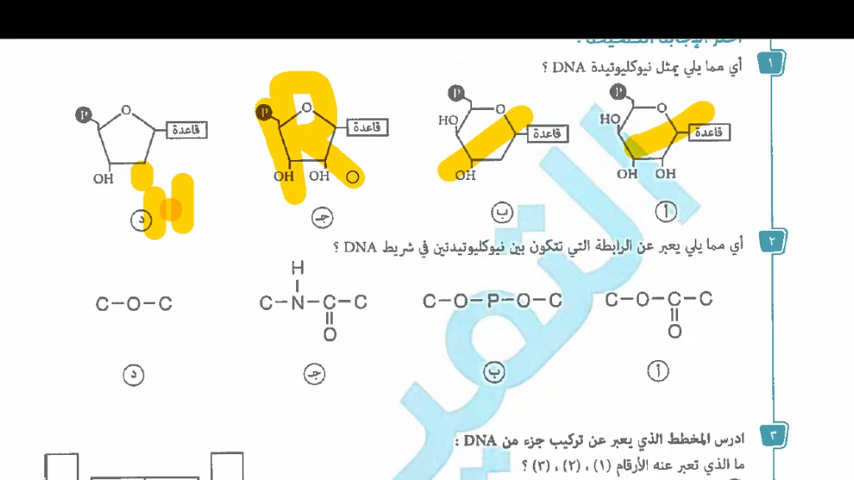 اختر الإجابة الصحيحة :
١ أي مما يلي يمثل نيوكليوتيدة DNA ؟
P O HO قاعدة OH OH
P O HO قاعدة OH
P O قاعدة OH OH
P O قاعدة OH
R
H
أ ب جـ د
٢ أي مما يلي يعبر عن الرابطة التي تتكون بين نيوكليوتيدتين في شريط DNA ؟
C–O–C–C
O
C–O–P–O–C
H
C–N–C–C
O
C–O–C
أ ب جـ د
٣ ادرس المخطط الذي يعبر عن تركيب جزء من DNA :
ما الذي تعبر عنه الأرقام (١) ، (٢) ، (٣) ؟